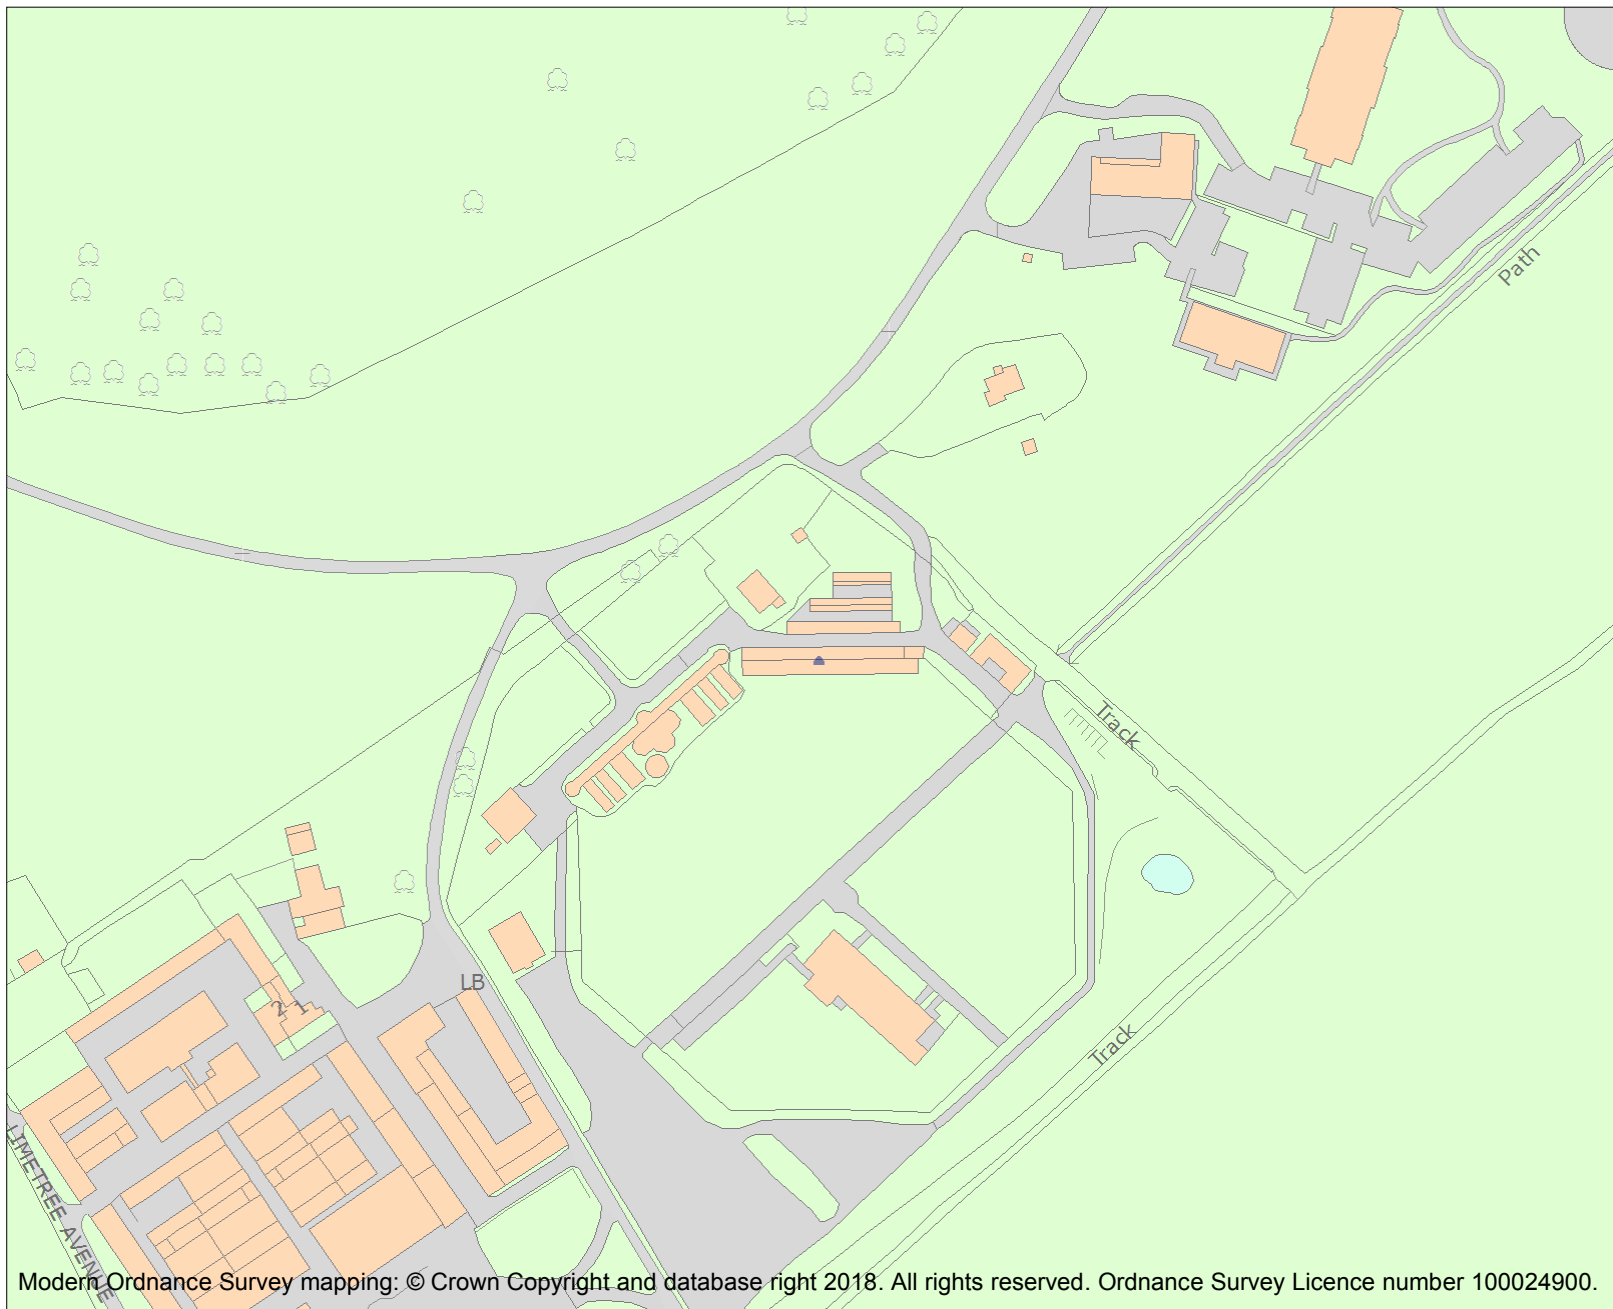 Path
Track
LB
2 1
Track
LIMETREE AVENUE
Modern Ordnance Survey mapping: © Crown Copyright and database right 2018. All rights reserved. Ordnance Survey Licence number 100024900.